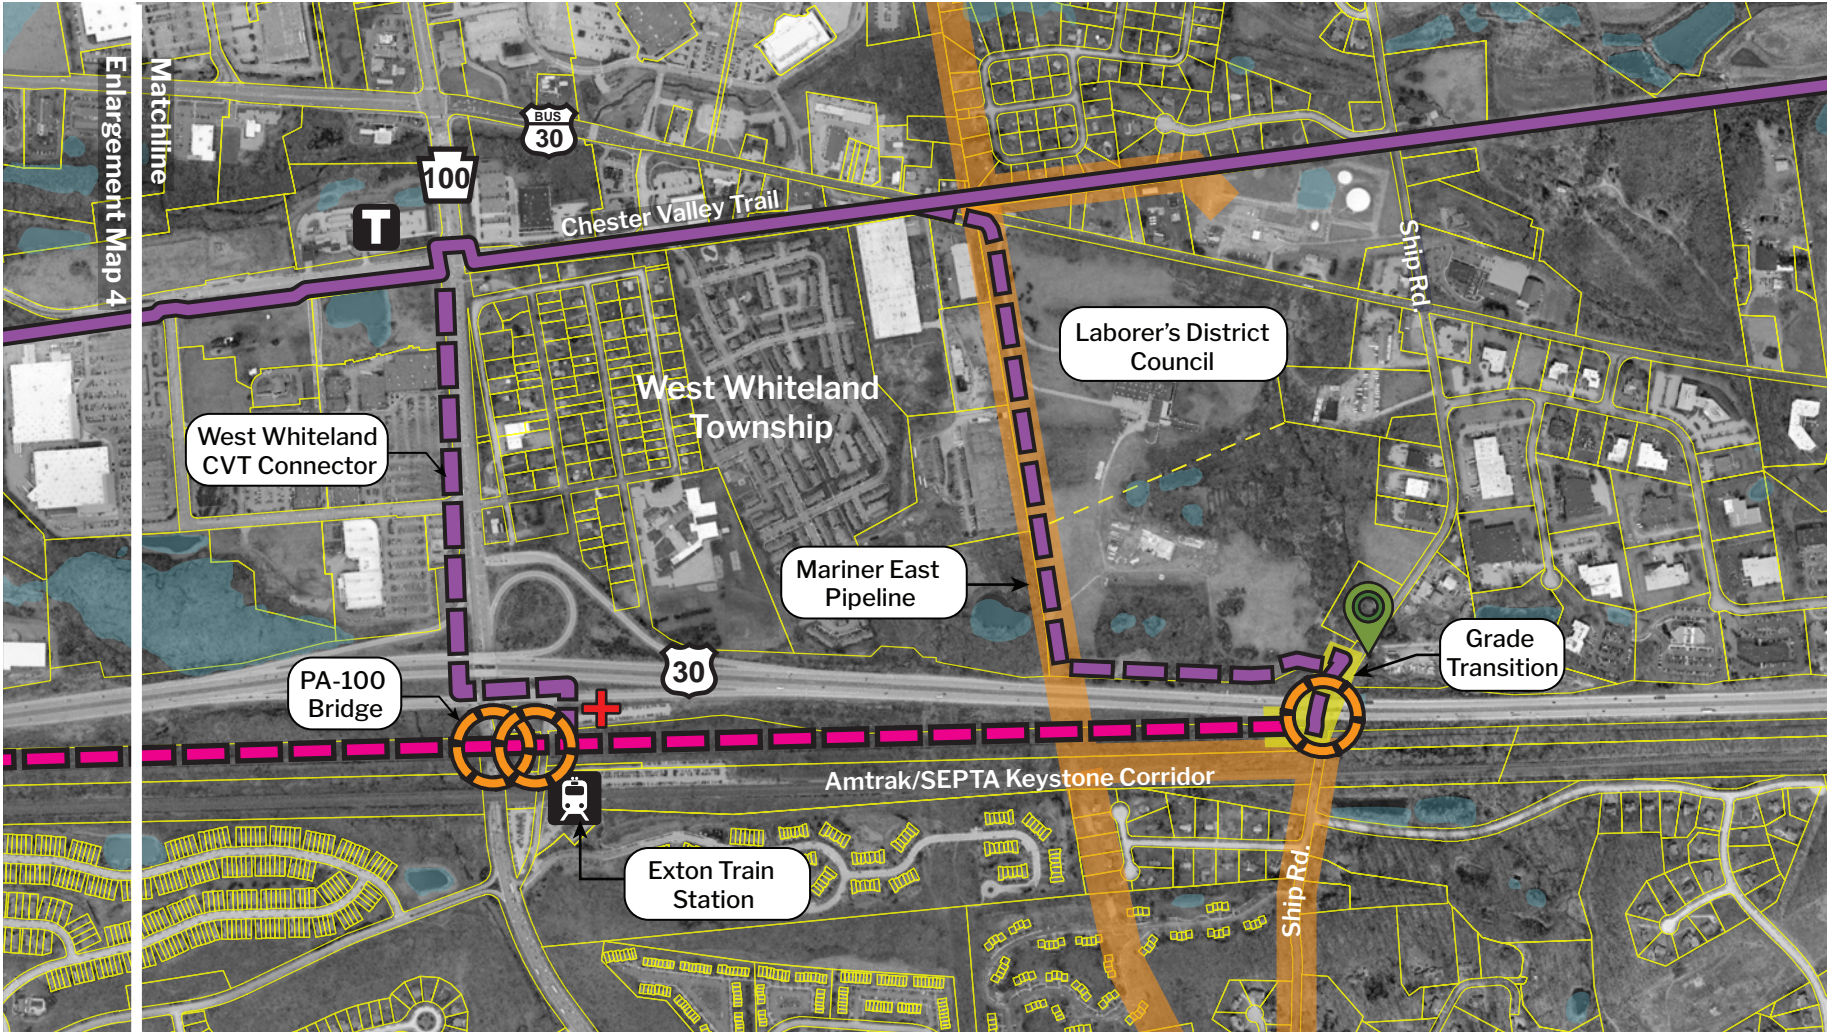 Matchline
Enlargement Map 4
BUS
30
100
T
Chester Valley Trail
Ship Rd.
Laborer's District
Council
West Whiteland
Township
West Whiteland
CVT Connector
Mariner East
Pipeline
Grade
Transition
30
PA-100
Bridge
Amtrak/SEPTA Keystone Corridor
Exton Train
Station
Ship Rd.